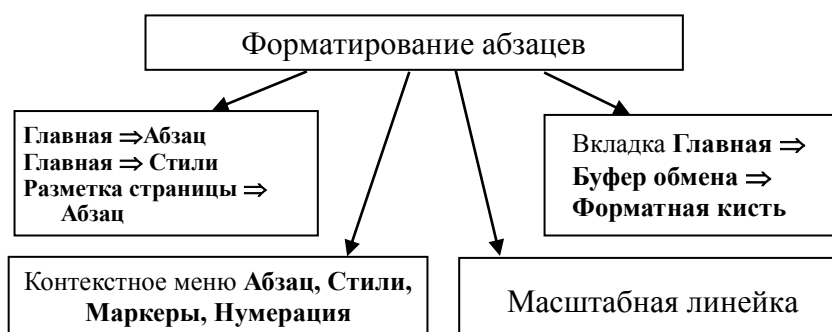 Форматирование абзацев
Главная ⇒Абзац
Главная ⇒ Стили
Разметка страницы ⇒
Абзац
Вкладка Главная ⇒
Буфер обмена ⇒
Форматная кисть
Контекстное меню Абзац, Стили,
Маркеры, Нумерация
Масштабная линейка